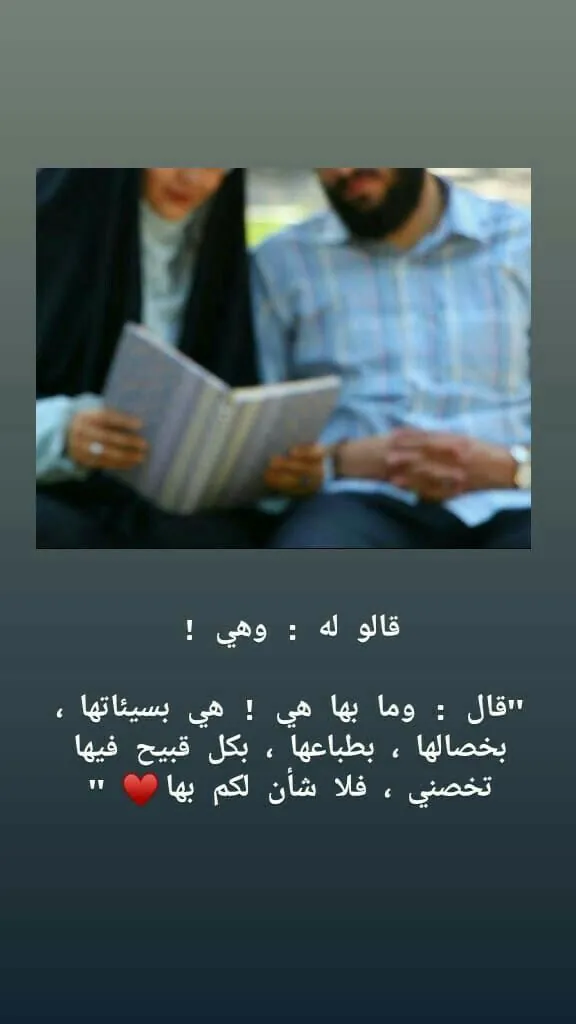 قالو له : وهي !
"قال : وما بها هي ! هي بسيئاتها ،
بخصالها ، بطباعها ، بكل قبيح فيها
تخصني ، فلا شأن لكم بها♥️ "